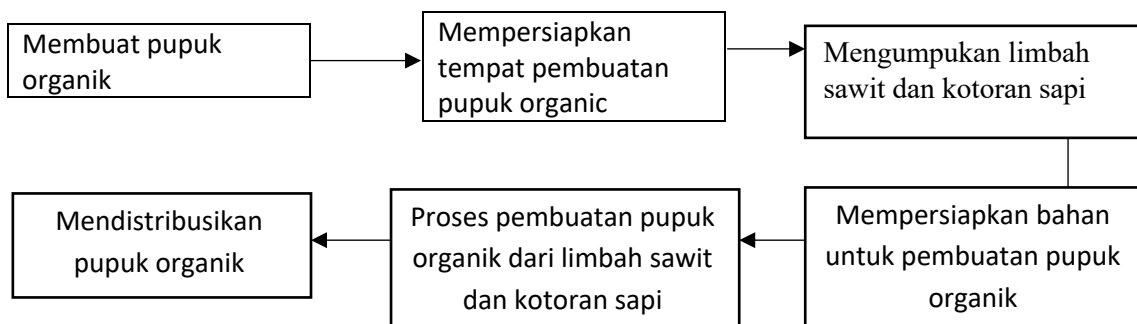 Membuat pupuk
organik
Mempersiapkan
tempat pembuatan
pupuk organic
Mengumpukan limbah
sawit dan kotoran sapi
Mempersiapkan bahan
untuk pembuatan pupuk
organik
Proses pembuatan pupuk
organik dari limbah sawit
dan kotoran sapi
Mendistribusikan
pupuk organik